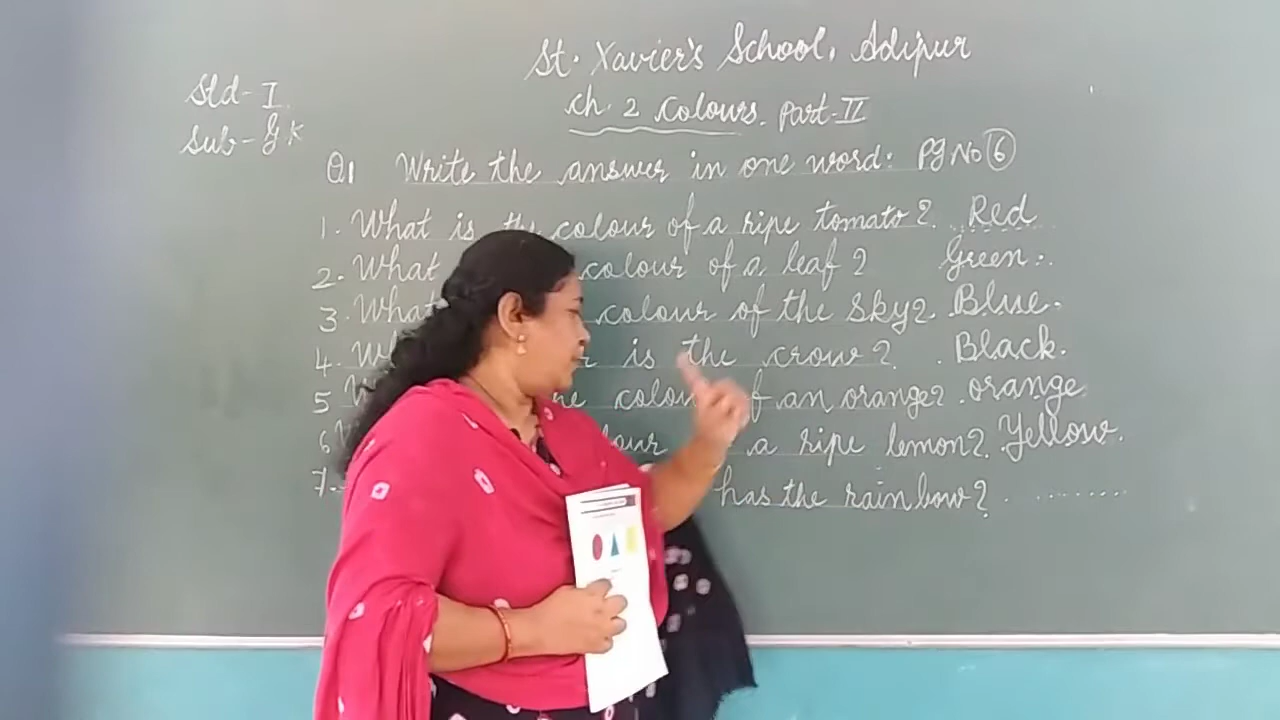 St. Xavier's School, Adipur
Std - I
Ch. 2 Colours. Part-II
Sub - G.K
Q1 Write the answer in one word: Pg No 16
1. What is the colour of a ripe tomato? Red
2. What colour of a leaf? Green.
3. What colour of the sky? Blue.
4. is the crow? Black.
5 colour of an orange? orange
6 a ripe lemon? Yellow.
7. has the rainbow? ..........